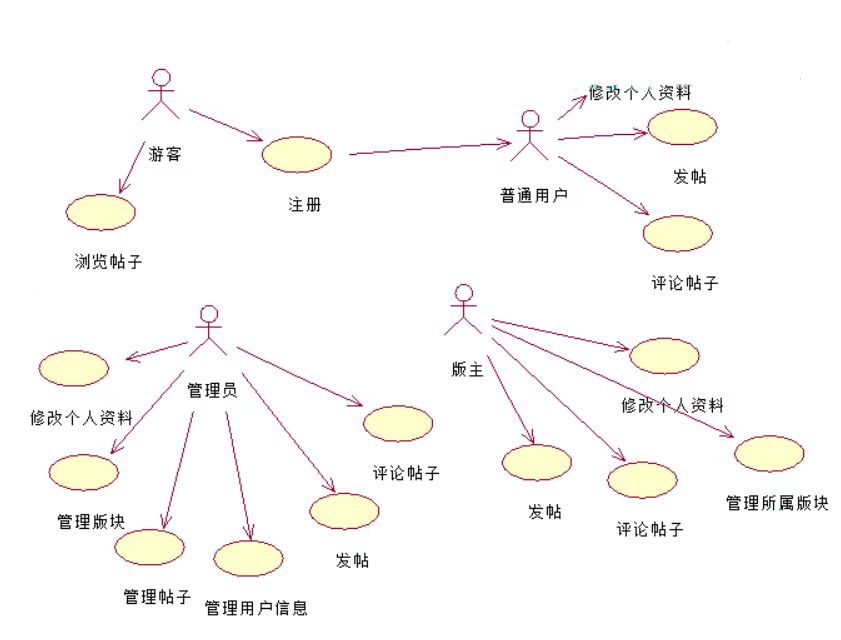 修改个人资料
游客
发帖
普通用户
注册
浏览帖子
评论帖子
版主
管理员
修改个人资料
修改个人资料
评论帖子
管理所属版块
发帖
管理版块
评论帖子
发帖
管理帖子
管理用户信息